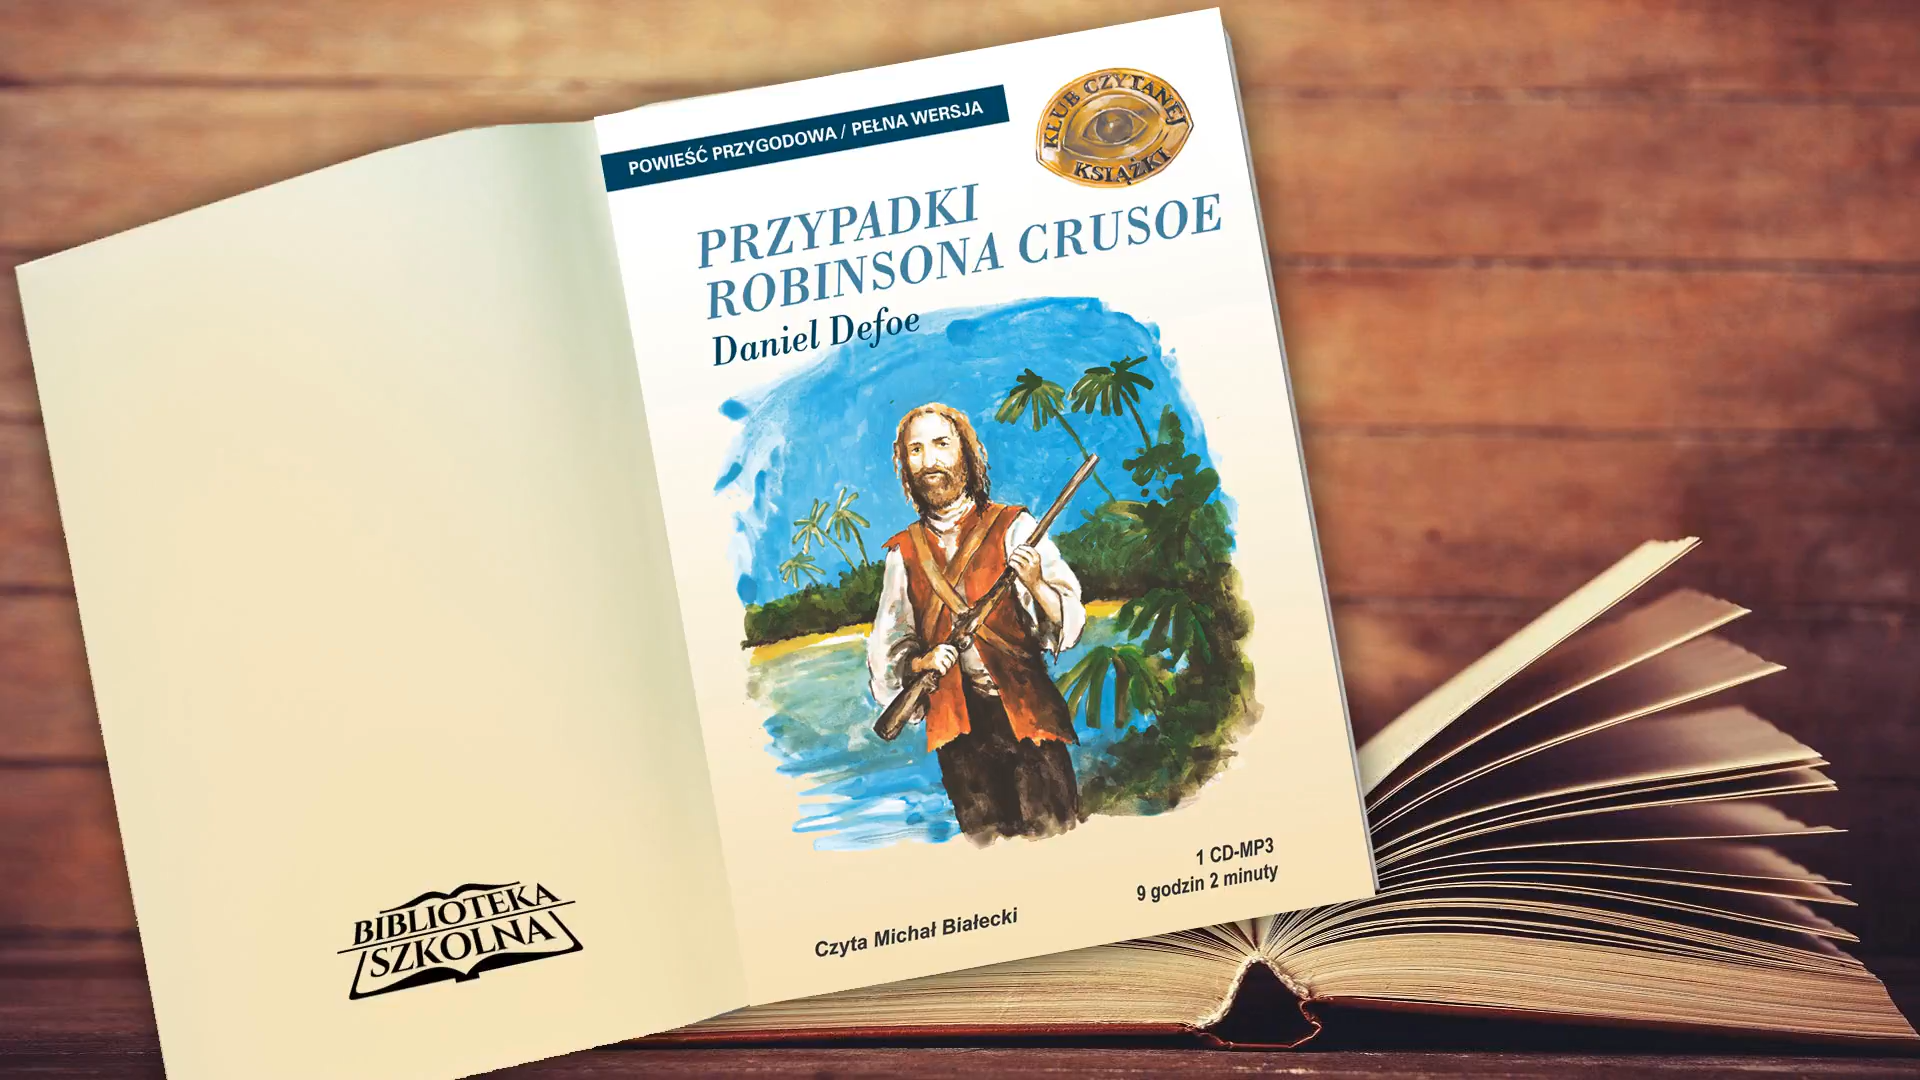 POWIEŚĆ PRZYGODOWA / PEŁNA WERSJA
KLUB CZYTANEJ
KSIĄŻKI
PRZYPADKI
ROBINSONA CRUSOE
Daniel Defoe
1 CD-MP3
9 godzin 2 minuty
Czyta Michał Białecki
BIBLIOTEKA
SZKOLNA